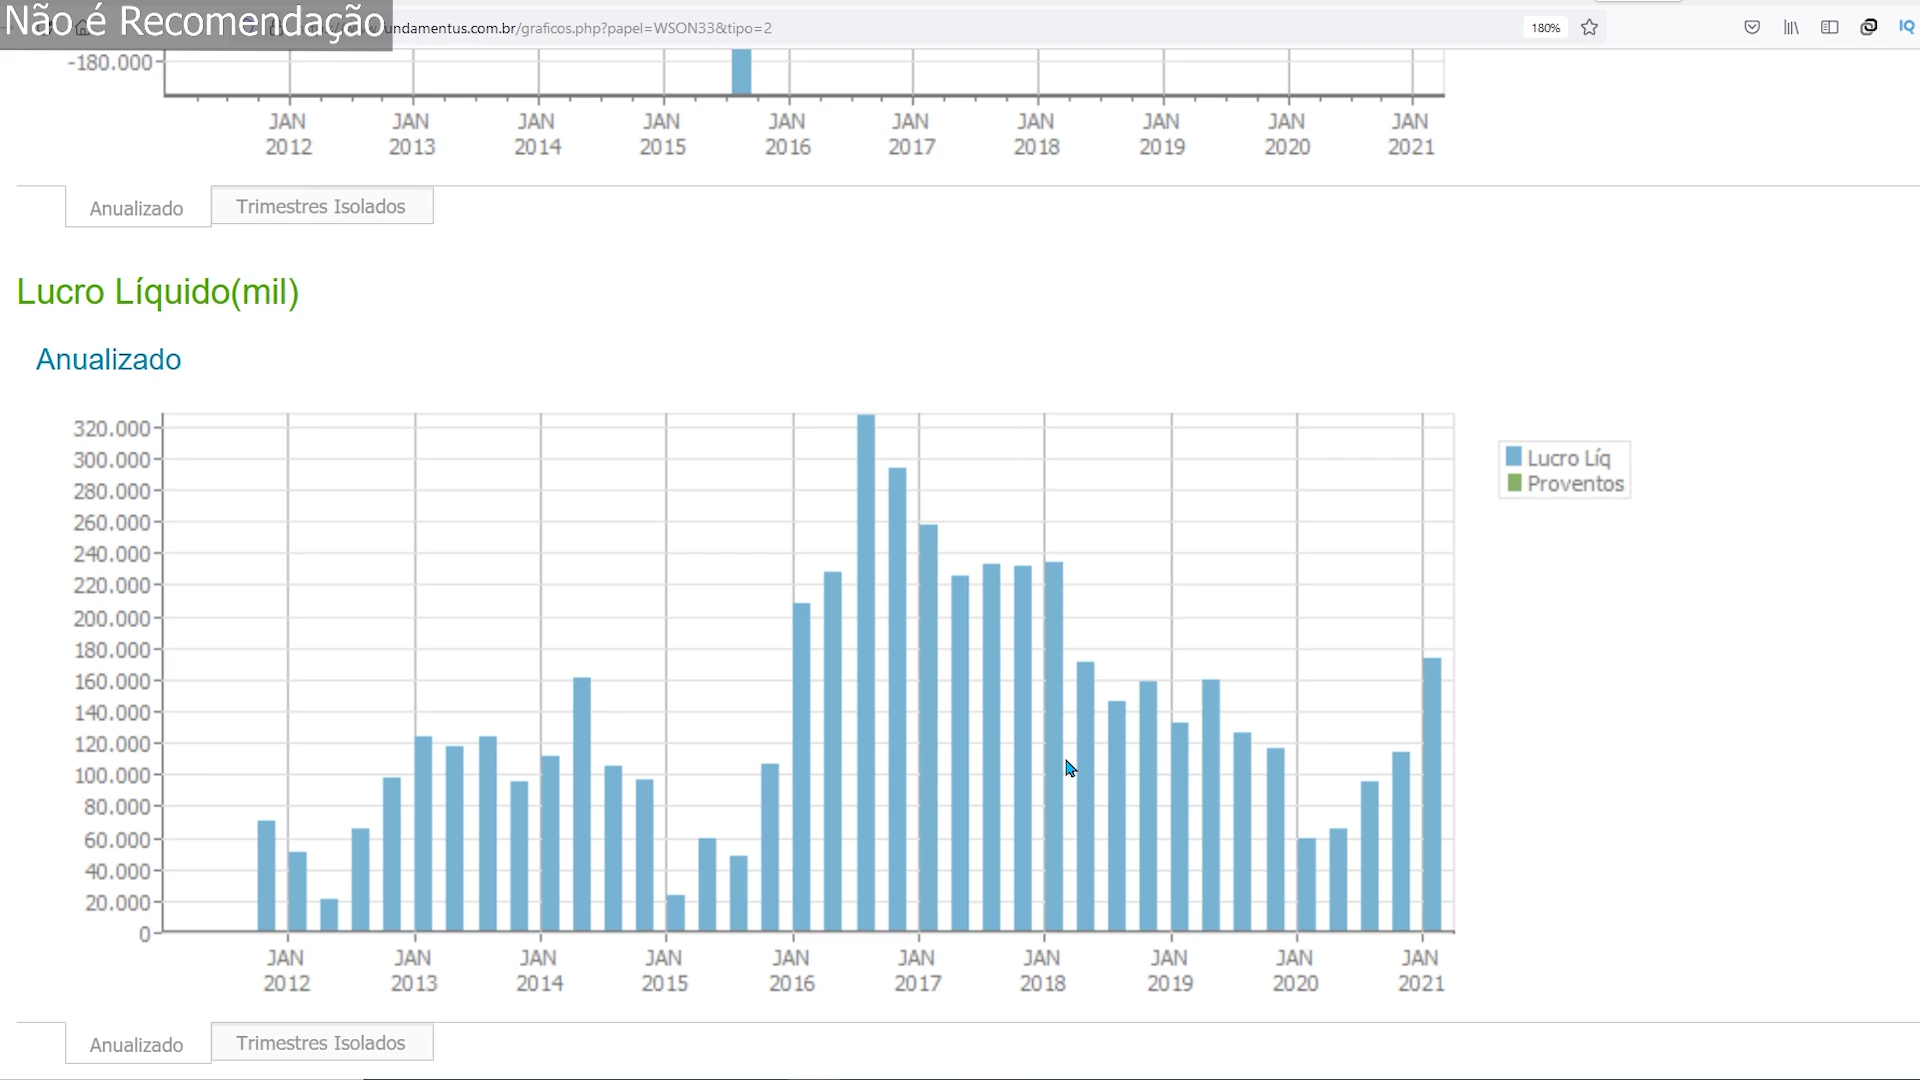 Não é Recomendação
undamentus.com.br/graficos.php?papel=WSON33&tipo=2
180%
IQ
-180.000
JAN JAN JAN JAN JAN JAN JAN JAN JAN JAN
2012 2013 2014 2015 2016 2017 2018 2019 2020 2021
Anualizado Trimestres Isolados
Lucro Líquido(mil)
Anualizado
320.000
300.000
280.000
260.000
240.000
220.000
200.000
180.000
160.000
140.000
120.000
100.000
80.000
60.000
40.000
20.000
0
Lucro Líq
Proventos
JAN JAN JAN JAN JAN JAN JAN JAN JAN JAN
2012 2013 2014 2015 2016 2017 2018 2019 2020 2021
Anualizado Trimestres Isolados